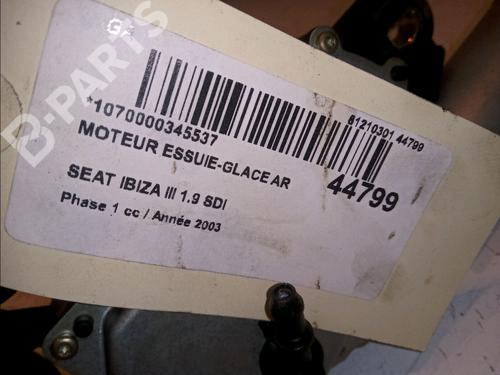 GA
B-PARTS
*1070000345537
81210301 44799
MOTEUR ESSUIE-GLACE AR
44799
SEAT IBIZA III 1.9 SDI
Phase 1 cc / Année 2003